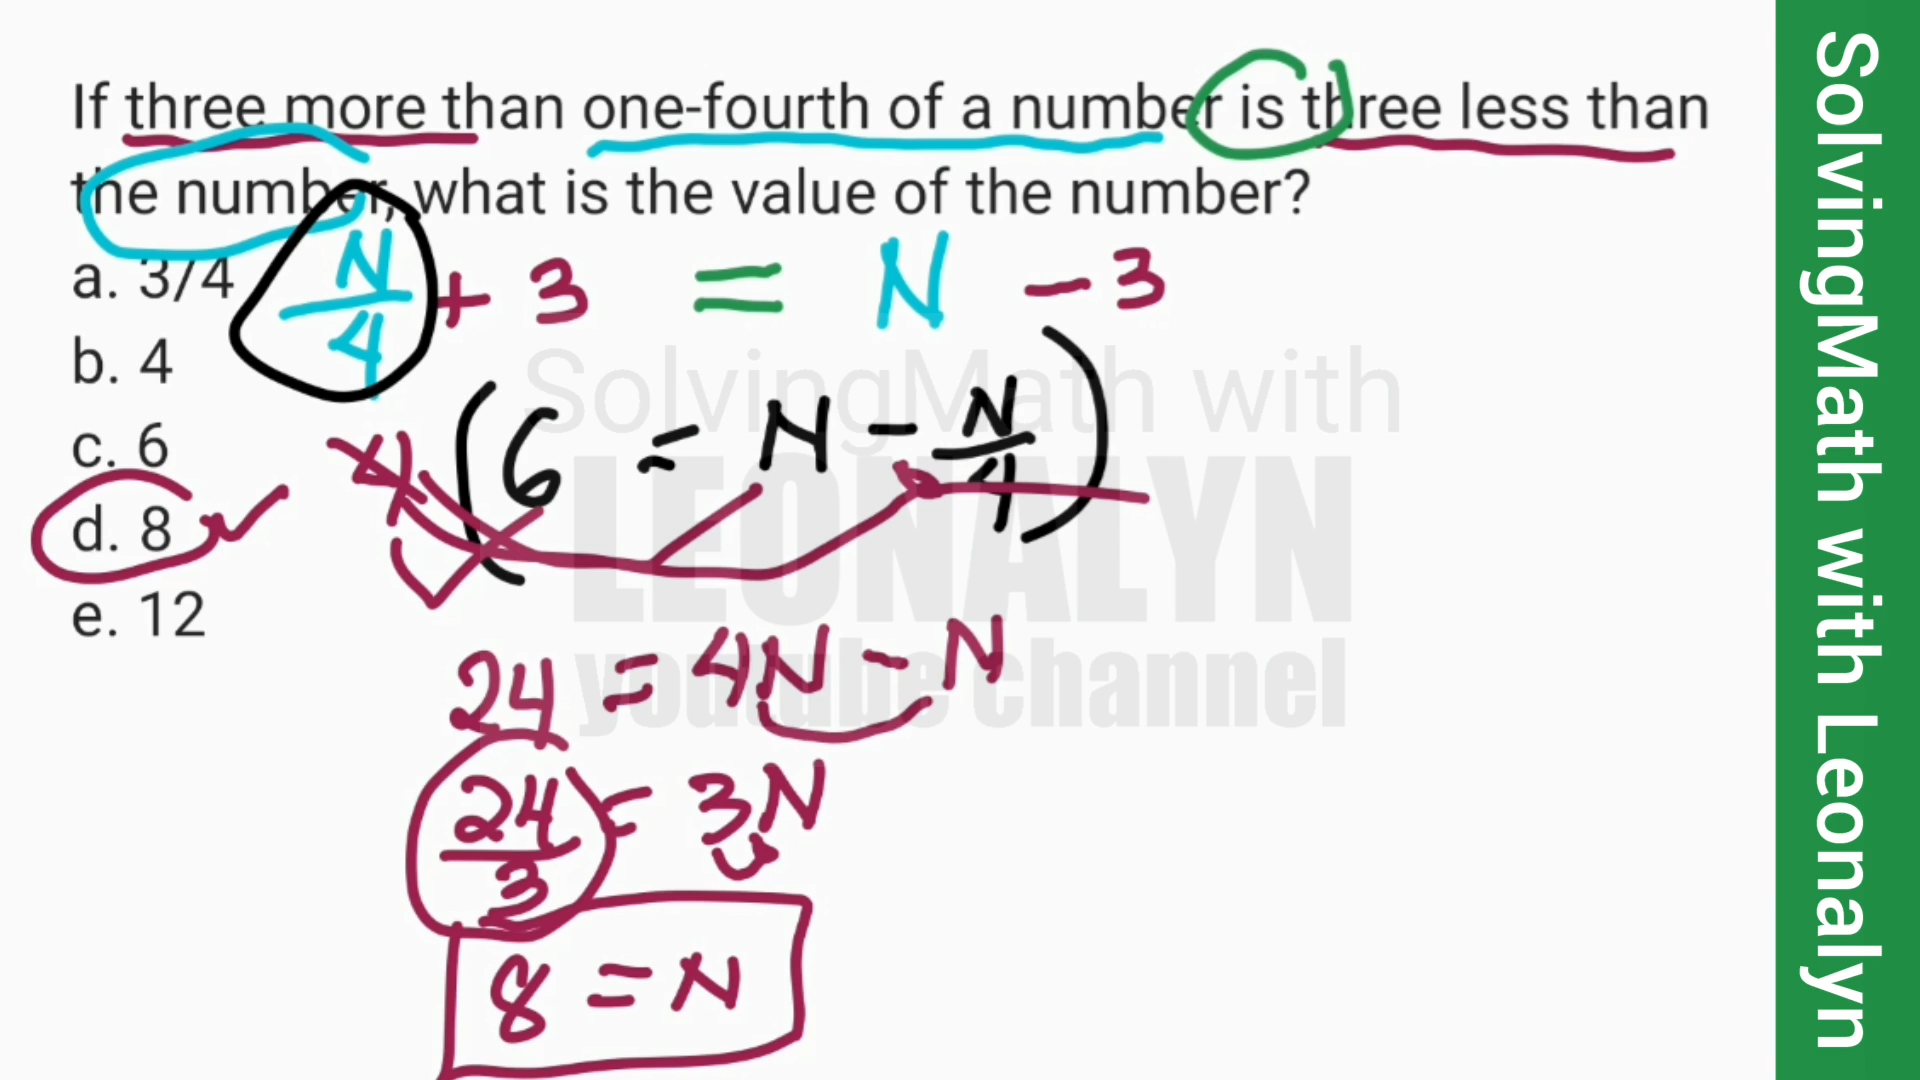 If three more than one-fourth of a number is three less than
the number, what is the value of the number?
a. 3/4
b. 4
c. 6
d. 8
e. 12
N/4 + 3 = N - 3
4(6 = N - N/4)
24 = 4N - N
24/3 = 3N
8 = N
SolvingMath with
LEONALYN
youtube channel
SolvingMath with Leonalyn